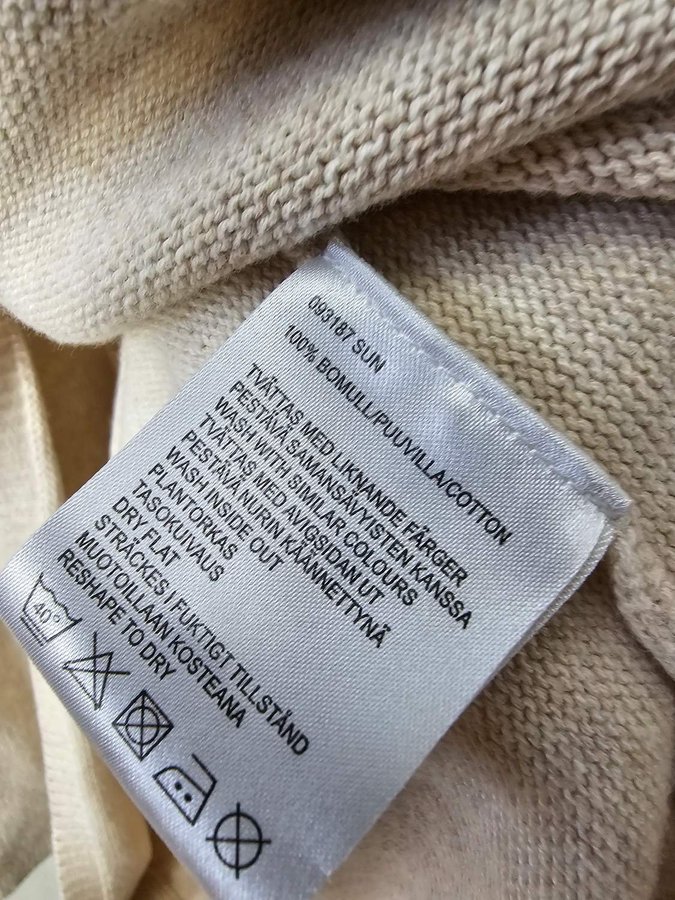 093187 SUN
100% BOMULL/PUUVILLA/COTTON
TVÄTTAS MED LIKNANDE FÄRGER
PESTÄVÄ SAMANSÄVYISTEN KANSSA
WASH WITH SIMILAR COLOURS
TVÄTTAS MED AVIGSIDAN UT
PESTÄVÄ NURIN KÄÄNNETTYNÄ
WASH INSIDE OUT
PLANTORKAS
TASOKUIVAUS
DRY FLAT
STRÄCKES I FUKTIGT TILLSTÅND
MUOTOILLAAN KOSTEANA
RESHAPE TO DRY
40°